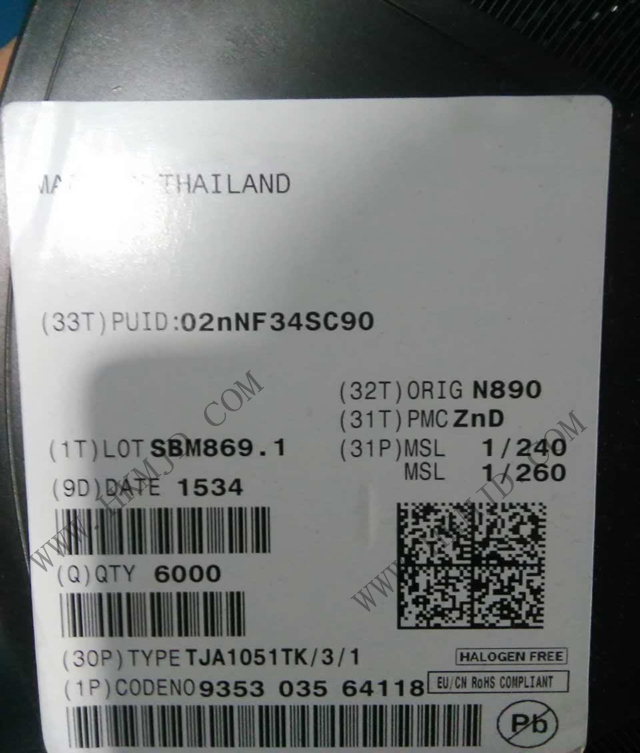 THAILAND
(33T)PUID:02nNF34SC90
(32T)ORIG N890
(31T)PMC ZnD
(1T)LOT SBM869.1
(31P)MSL 1/240
MSL 1/260
(9D)DATE 1534
(Q)QTY 6000
(30P)TYPE TJA1051TK/3/1
HALOGEN FREE
(1P)CODENO 9353 035 64118
EU/CN RoHS COMPLIANT
Pb